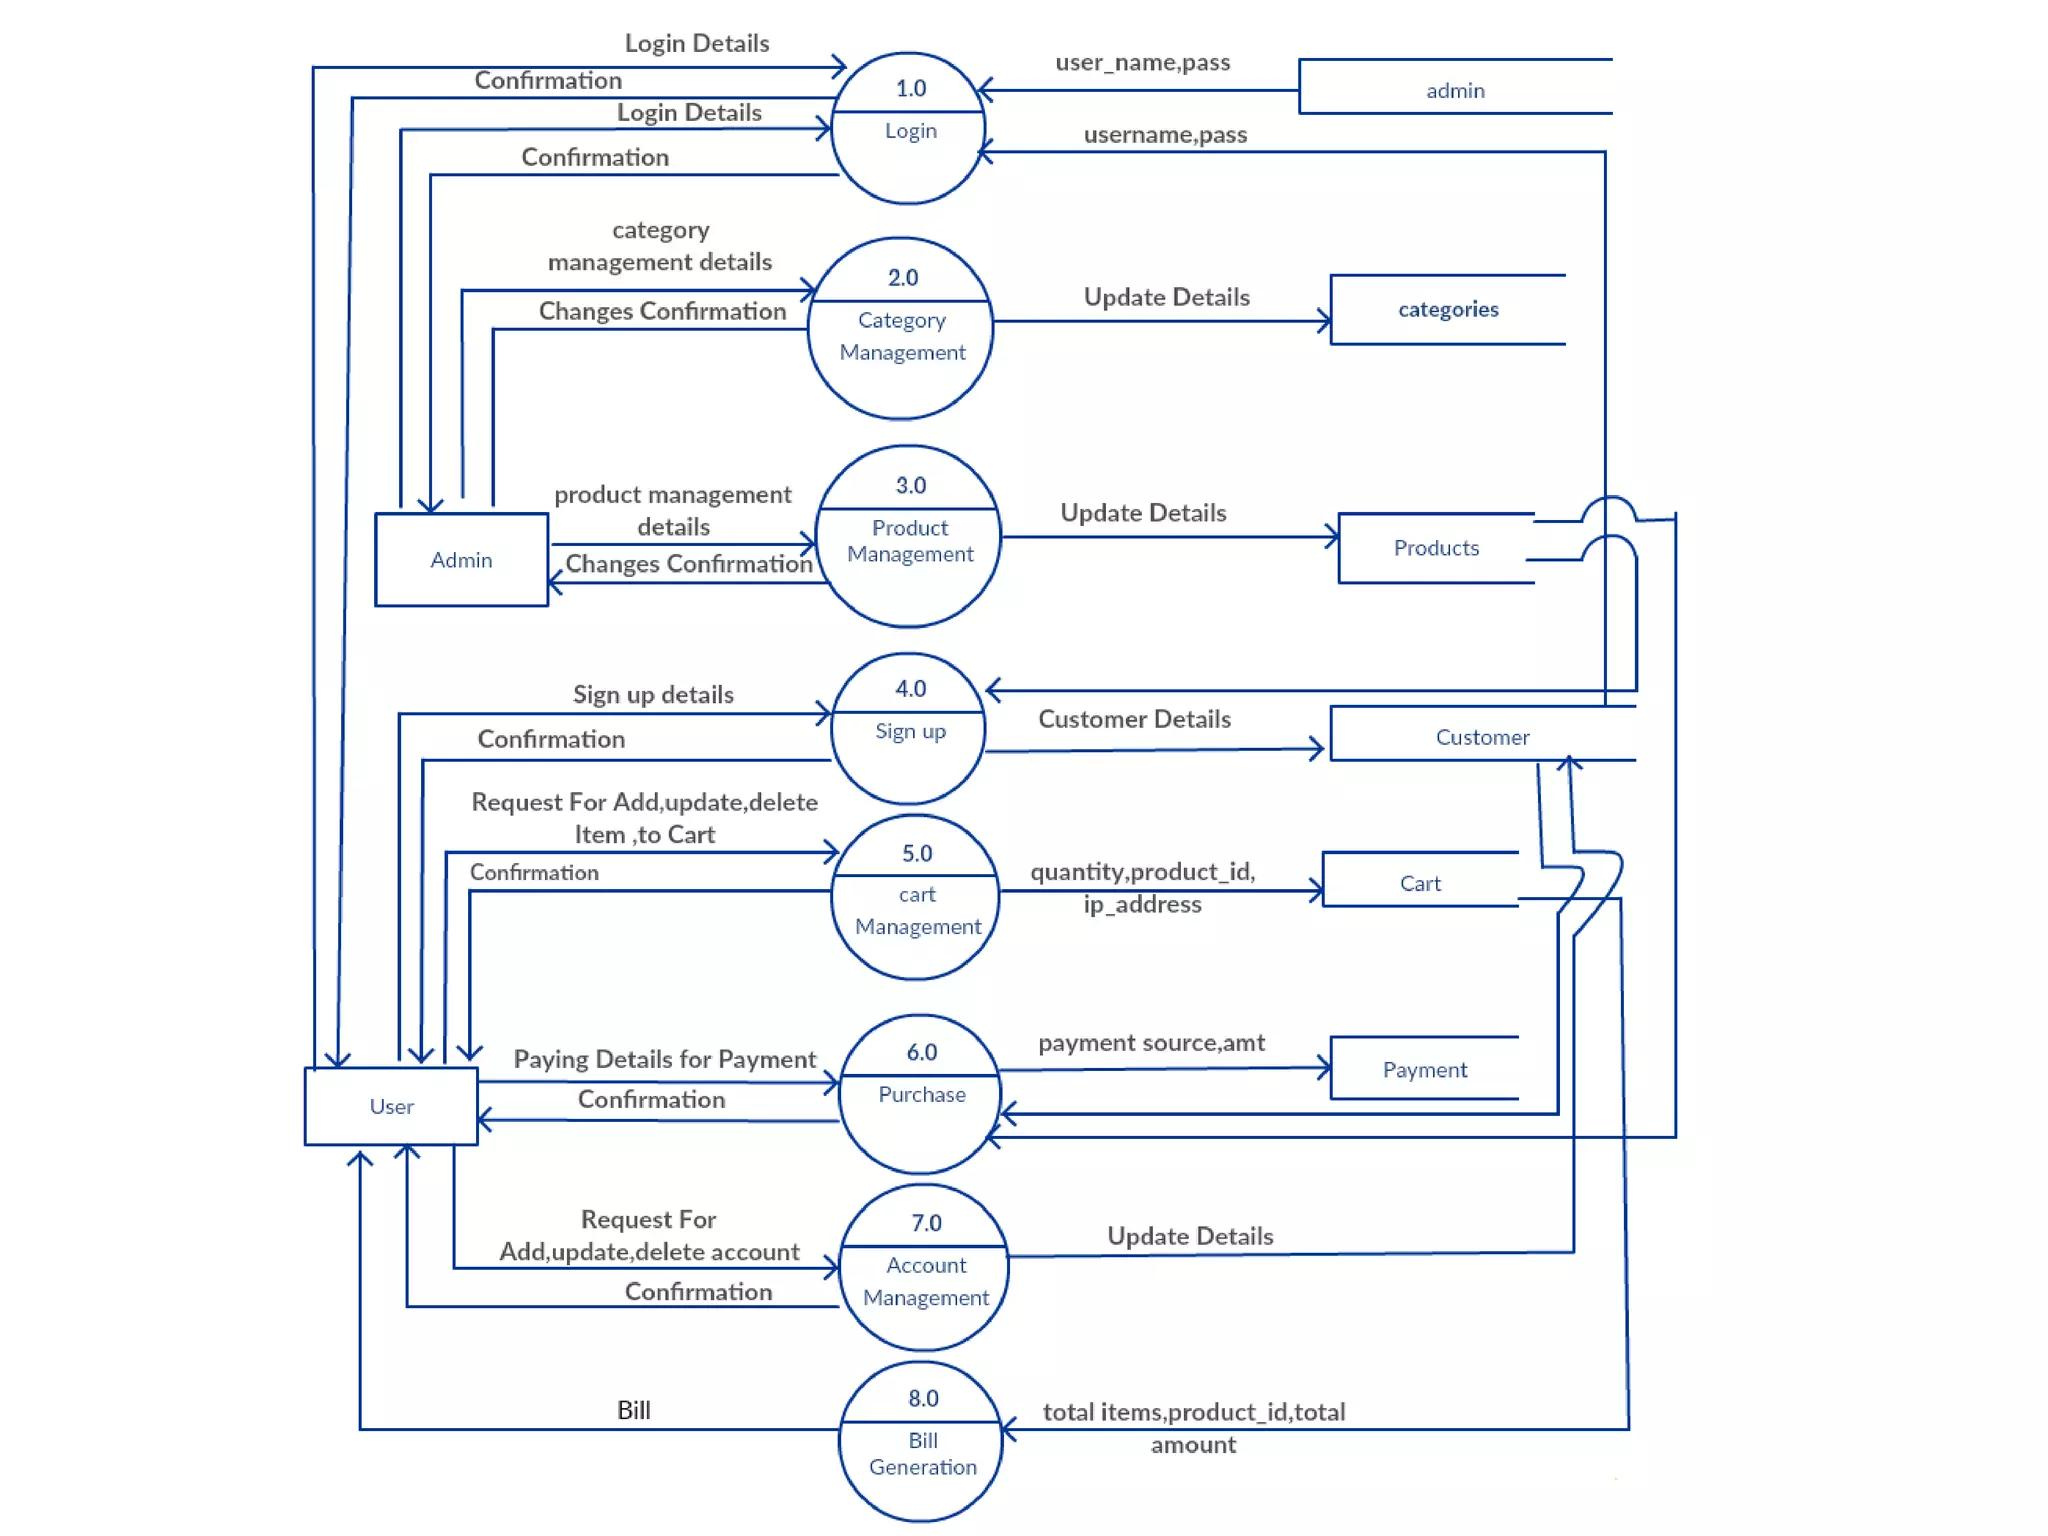 Login Details
Confirmation
Login Details
Confirmation
1.0
Login
user_name,pass
admin
username,pass
category
management details
Changes Confirmation
2.0
Category
Management
Update Details
categories
product management
details
Changes Confirmation
Admin
3.0
Product
Management
Update Details
Products
Sign up details
Confirmation
4.0
Sign up
Customer Details
Customer
Request For Add,update,delete
Item ,to Cart
Confirmation
5.0
cart
Management
quantity,product_id,
ip_address
Cart
User
Paying Details for Payment
Confirmation
6.0
Purchase
payment source,amt
Payment
Request For
Add,update,delete account
Confirmation
7.0
Account
Management
Update Details
Bill
8.0
Bill
Generation
total items,product_id,total
amount